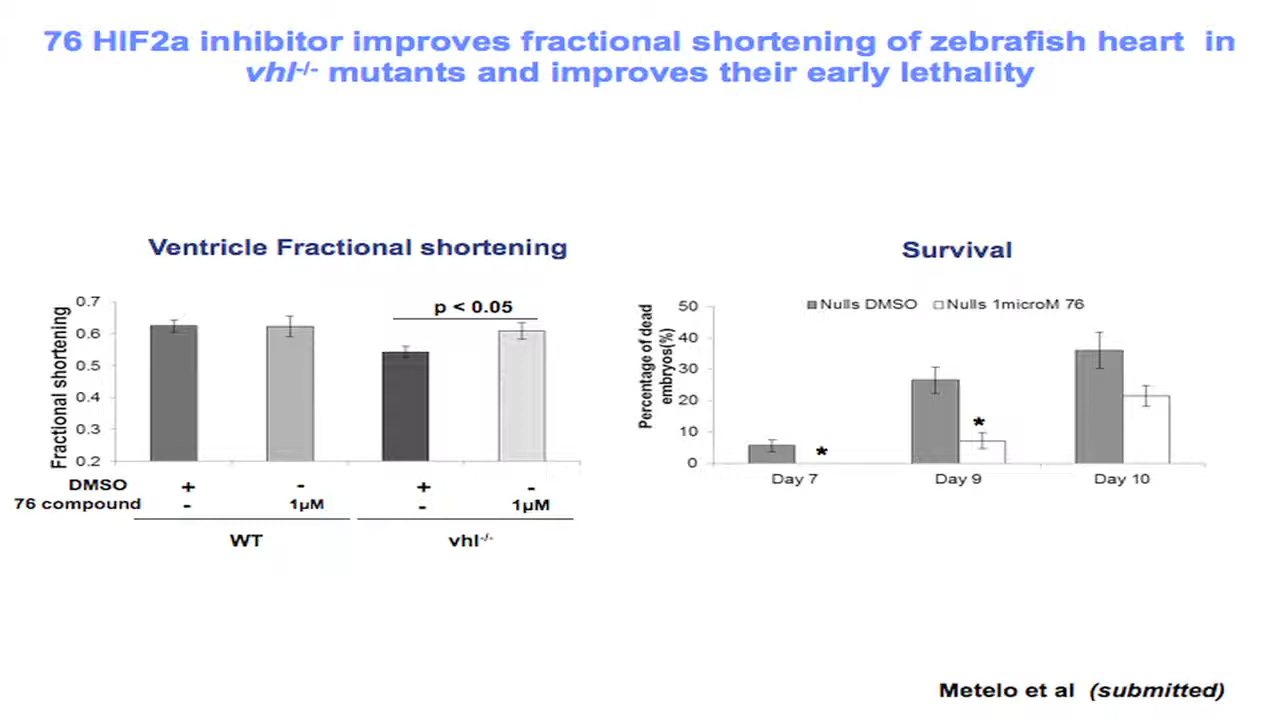 76 HIF2a inhibitor improves fractional shortening of zebrafish heart in
vhl-/- mutants and improves their early lethality
Ventricle Fractional shortening
Fractional shortening
0.7
0.6
0.5
0.4
0.3
0.2
p < 0.05
DMSO + - + -
76 compound - 1µM - 1µM
WT vhl-/-
Survival
Percentage of dead
embryos(%)
50
40
30
20
10
0
Nulls DMSO Nulls 1microM 76
*
*
Day 7 Day 9 Day 10
Metelo et al (submitted)